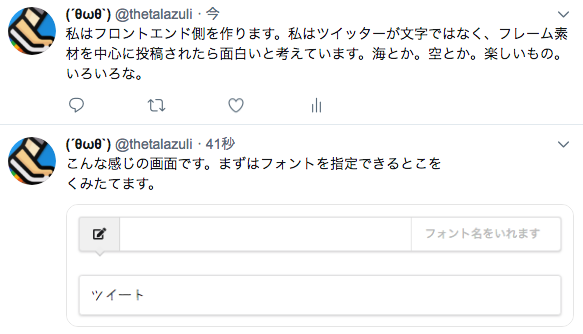 (´θωθ`) @thetalazuli · 今
私はフロントエンド側を作ります。私はツイッターが文字ではなく、フレーム素
材を中心に投稿されたら面白いと考えています。海とか。空とか。楽しいもの。
いろいろな。
(´θωθ`) @thetalazuli · 41秒
こんな感じの画面です。まずはフォントを指定できるとこを
くみたてます。
フォント名をいれます
ツイート